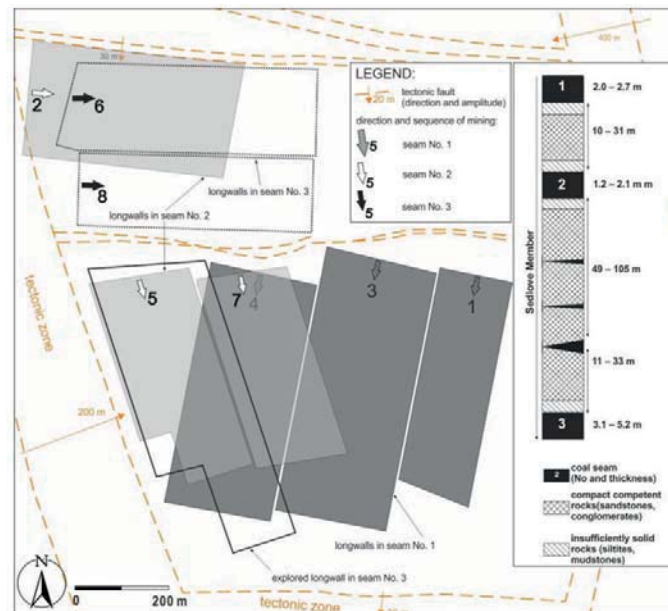 30 m
400 m
2
6
longwalls in seam No. 3
8
longwalls in seam No. 2
LEGEND:
20 m
tectonic fault
(direction and amplitude)
direction and sequence of mining:
5
seam No. 1
5
seam No. 2
5
seam No. 3
Sedlove Member
1
2.0 – 2.7 m
10 – 31 m
2
1.2 – 2.1 m m
49 – 105 m
11 – 33 m
3
3.1 – 5.2 m
2
coal seam
(No and thickness)
compact competent
rocks(sandstones,
conglomerates)
insufficiently solid
rocks (siltites,
mudstones)
tectonic zone
5
7
4
3
1
200 m
longwalls in seam No. 1
explored longwall in seam No. 3
N
0
200 m
tectonic zone